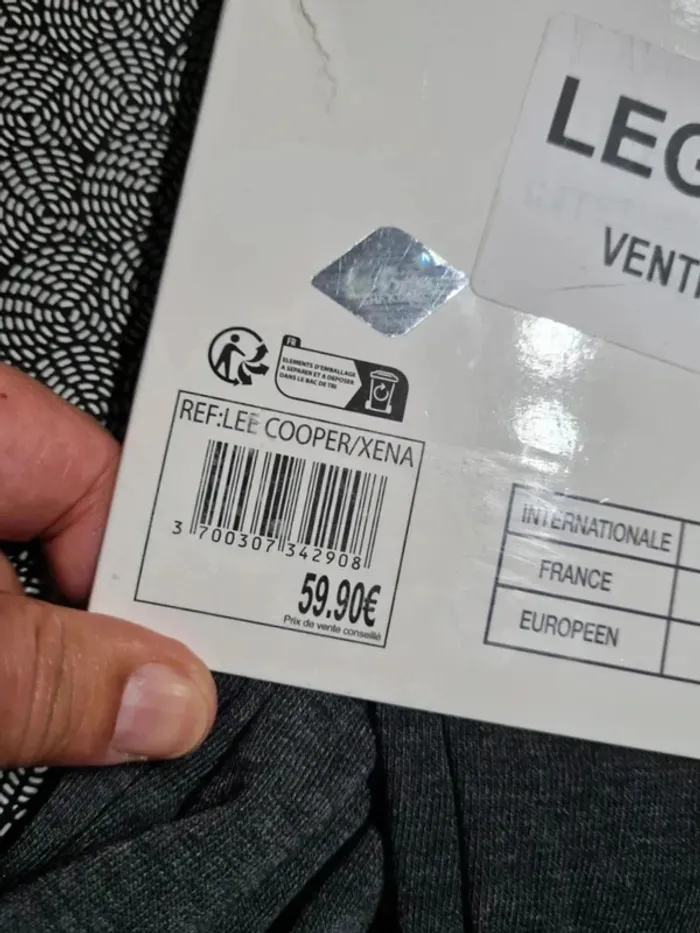 LEG
VENT
FR
ELEMENTS D'EMBALLAGE
A SEPARER ET A DEPOSER
DANS LE BAC DE TRI
REF:LEE COOPER/XENA
3 700307 342908
59.90€
Prix de vente conseillé
INTERNATIONALE
FRANCE
EUROPEEN